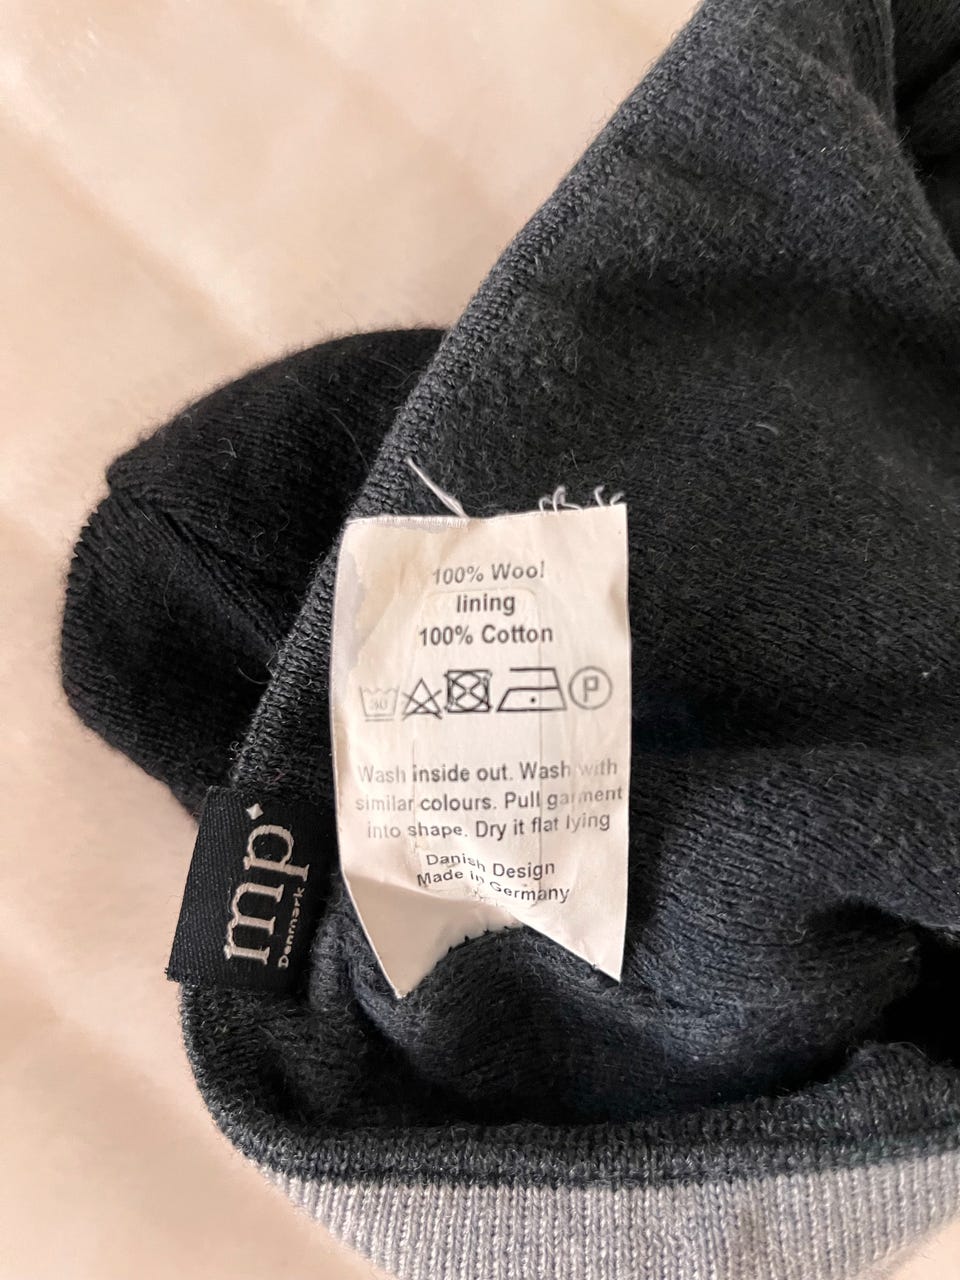 100% Wool
lining
100% Cotton
30
P
Wash inside out. Wash with
similar colours. Pull garment
into shape. Dry it flat lying
Danish Design
Made in Germany
mp
Denmark